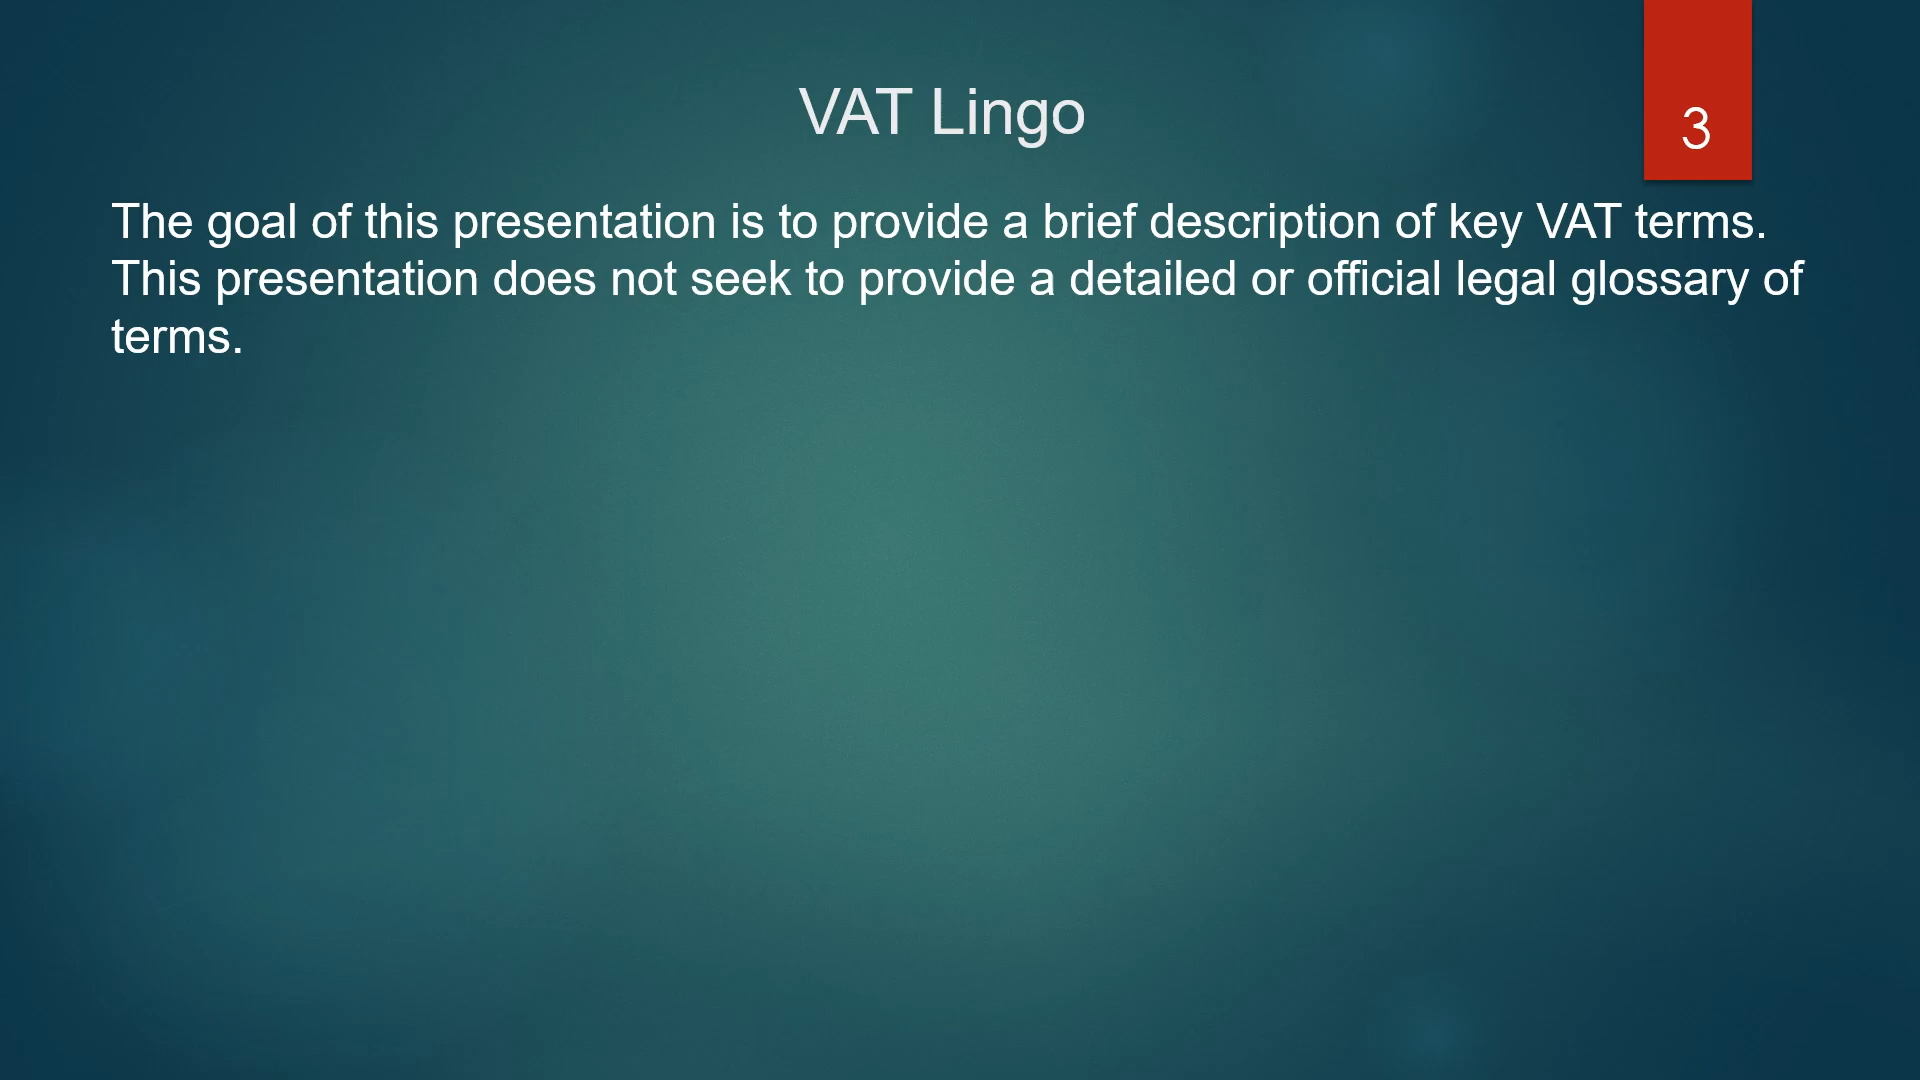 VAT Lingo
3
The goal of this presentation is to provide a brief description of key VAT terms.
This presentation does not seek to provide a detailed or official legal glossary of
terms.